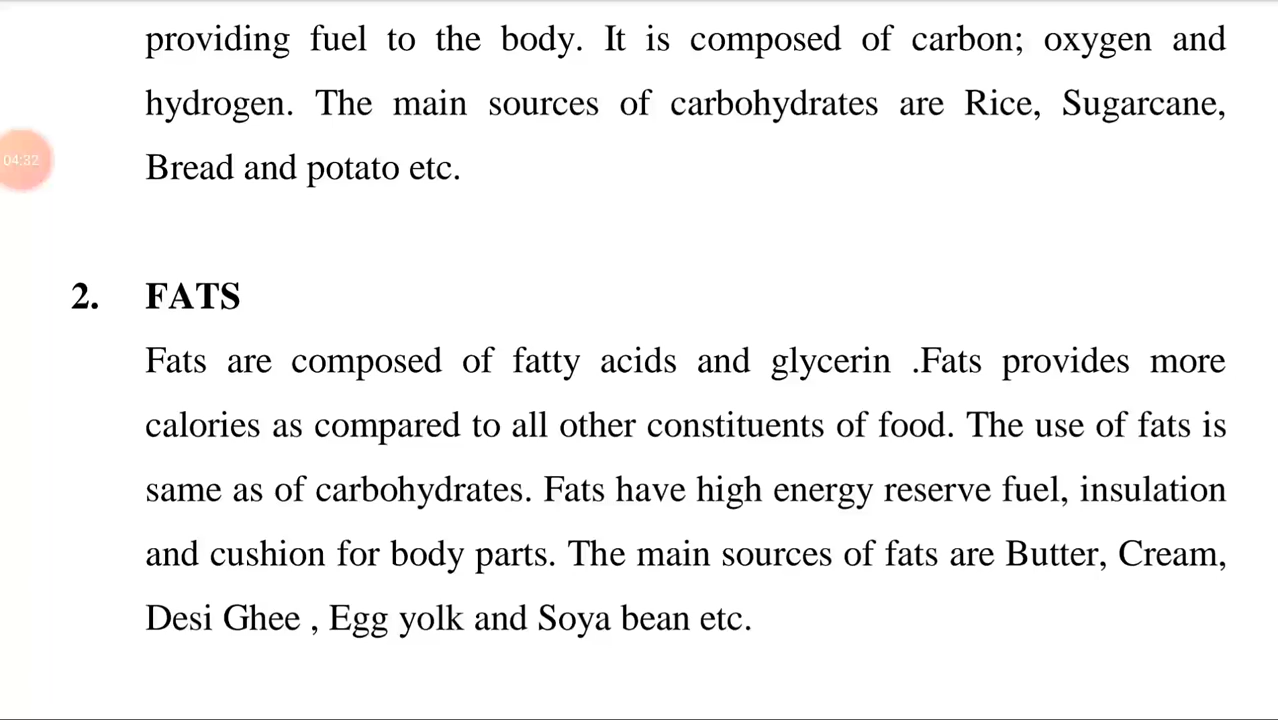 providing fuel to the body. It is composed of carbon; oxygen and
hydrogen. The main sources of carbohydrates are Rice, Sugarcane,
04:32
Bread and potato etc.
2. FATS
Fats are composed of fatty acids and glycerin .Fats provides more
calories as compared to all other constituents of food. The use of fats is
same as of carbohydrates. Fats have high energy reserve fuel, insulation
and cushion for body parts. The main sources of fats are Butter, Cream,
Desi Ghee , Egg yolk and Soya bean etc.